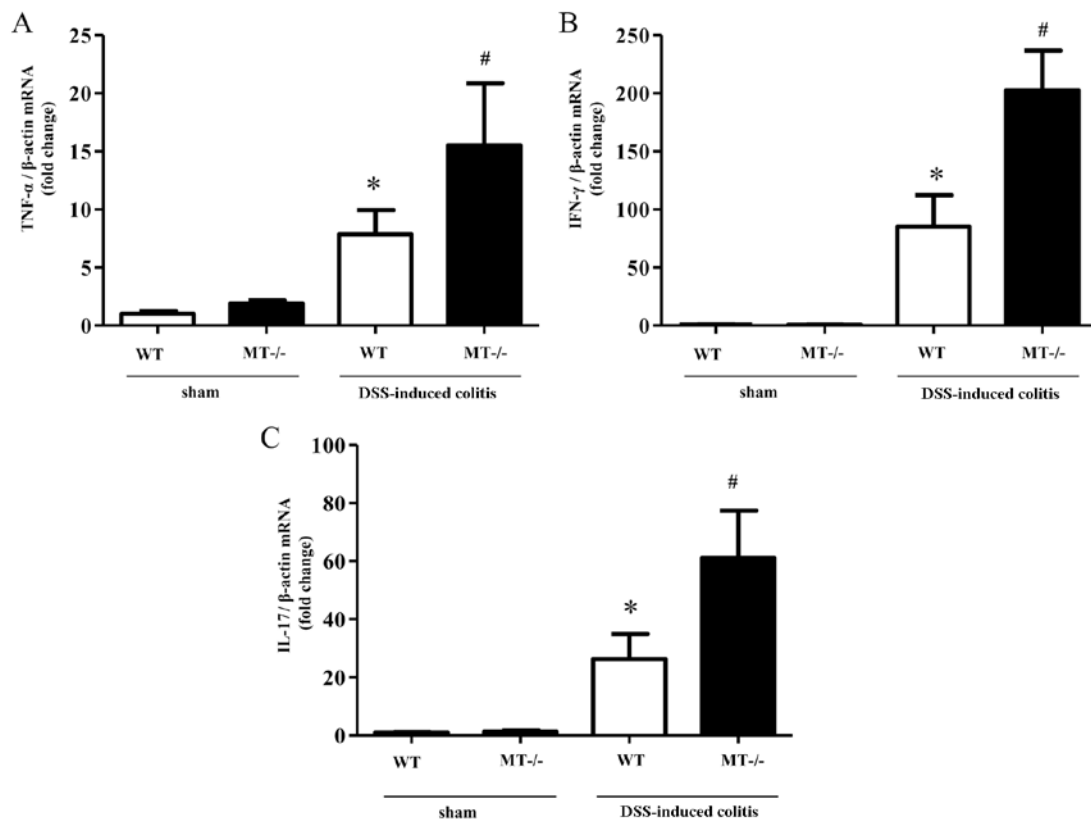 A
TNF-α / β-actin mRNA
(fold change)
25
20
15
10
5
0
*
#
WT
MT-/-
WT
MT-/-
sham
DSS-induced colitis
B
IFN-γ / β-actin mRNA
(fold change)
250
200
150
100
50
0
*
#
WT
MT-/-
WT
MT-/-
sham
DSS-induced colitis
C
IL-17 / β-actin mRNA
(fold change)
100
80
60
40
20
0
*
#
WT
MT-/-
WT
MT-/-
sham
DSS-induced colitis